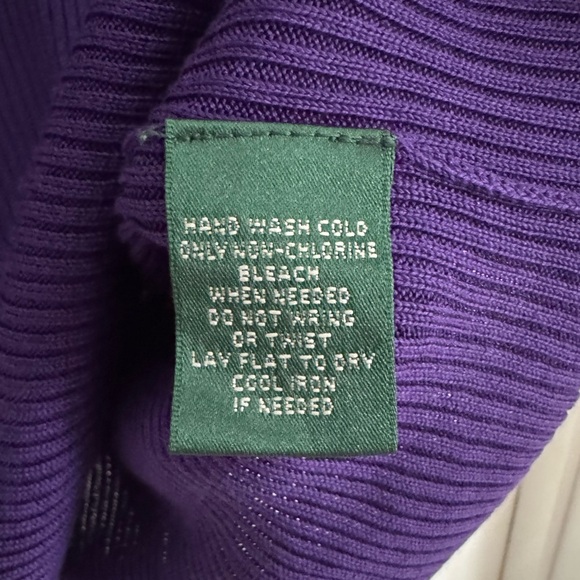 HAND WASH COLD
ONLY NON-CHLORINE
BLEACH
WHEN NEEDED
DO NOT WRING
OR TWIST
LAY FLAT TO DRY
COOL IRON
IF NEEDED